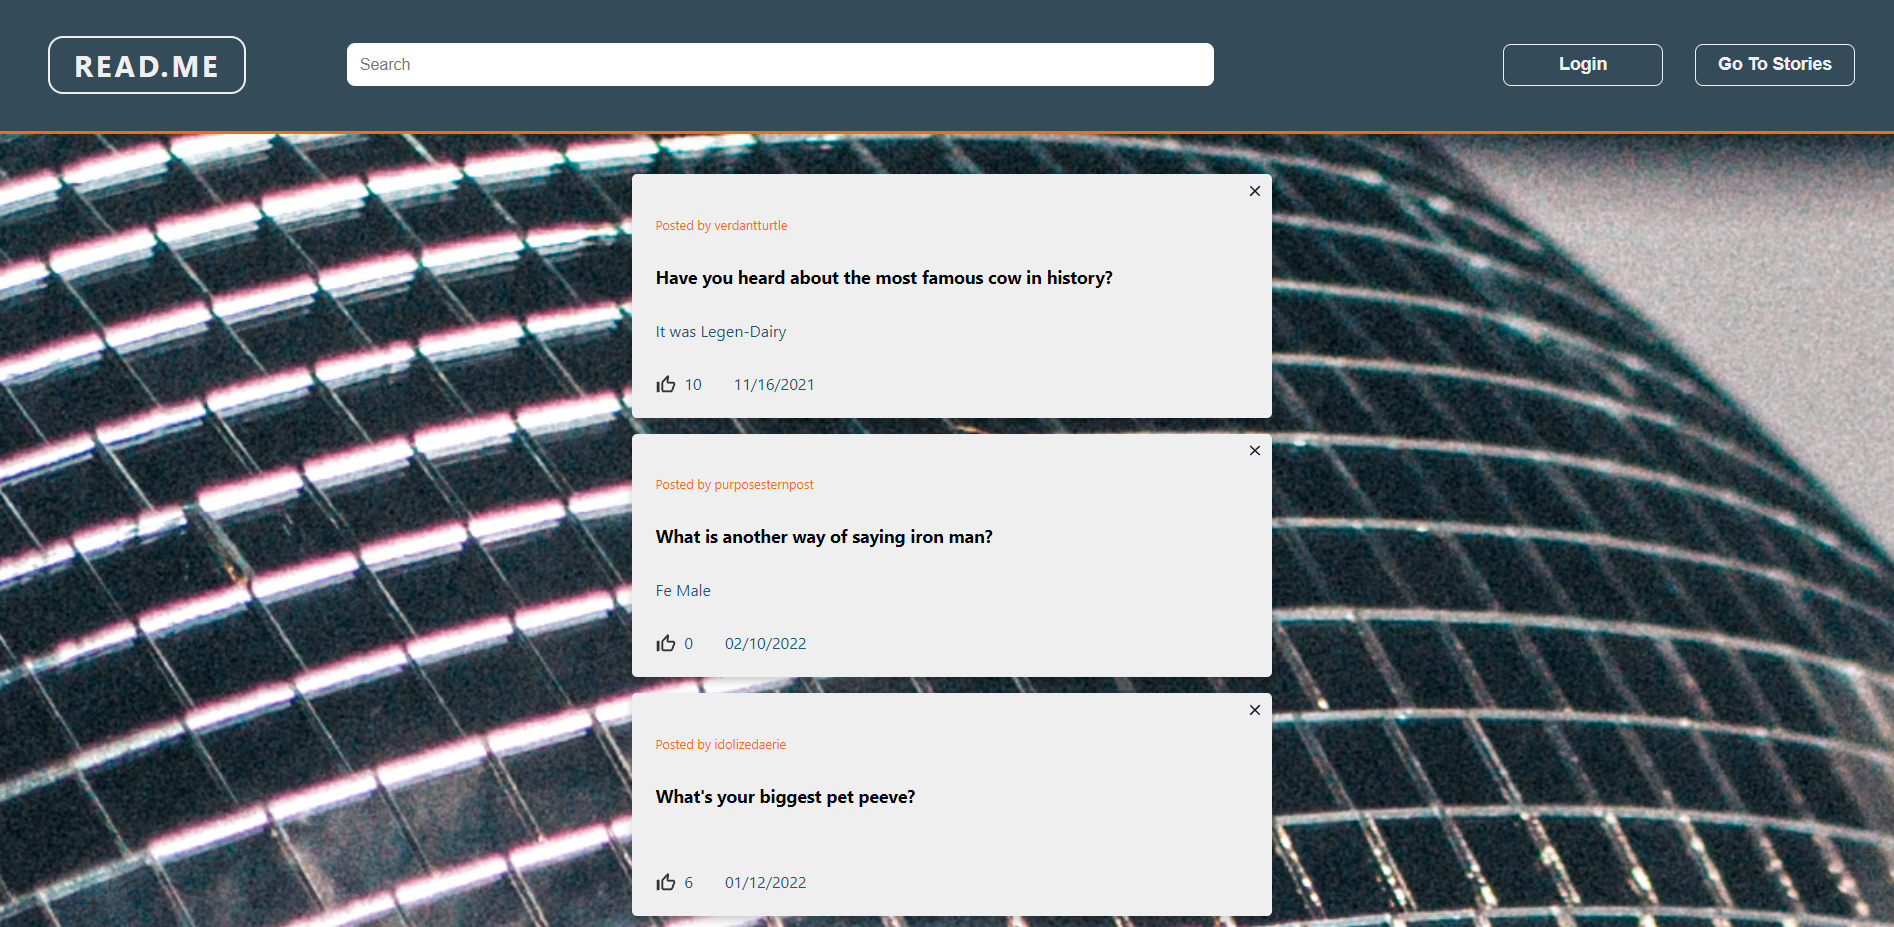 READ.ME
Search
Login
Go To Stories
Posted by verdantturtle
Have you heard about the most famous cow in history?
It was Legen-Dairy
10 11/16/2021
Posted by purposesternpost
What is another way of saying iron man?
Fe Male
0 02/10/2022
Posted by idolizedaerie
What's your biggest pet peeve?
6 01/12/2022